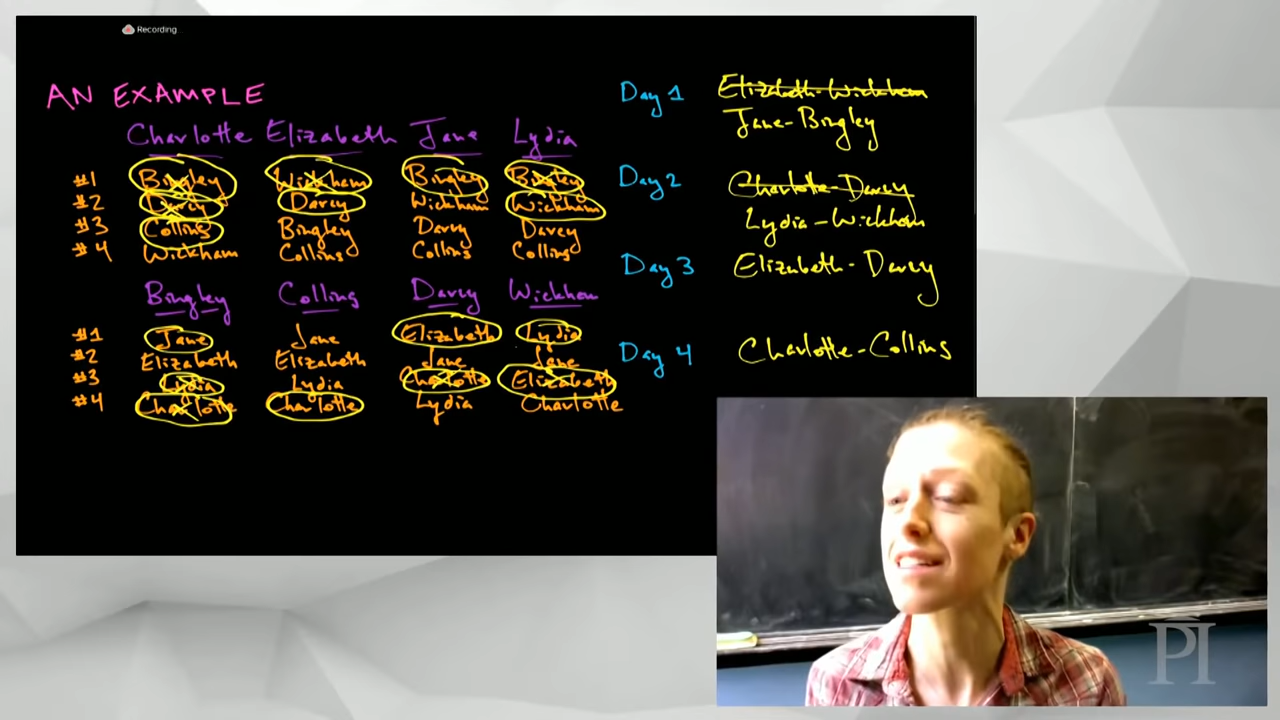 Recording
AN EXAMPLE
Charlotte Elizabeth Jane Lydia
#1 Bingley Wickham Bingley Bingley
#2 Darcy Darcy Wickham Wickham
#3 Collins Bingley Darcy Darcy
#4 Wickham Collins Collins Collins
Bingley Collins Darcy Wickham
#1 Jane Jane Elizabeth Lydia
#2 Elizabeth Elizabeth Jane Jane
#3 Lydia Lydia Charlotte Elizabeth
#4 Charlotte Charlotte Lydia Charlotte
Day 1 Elizabeth-Wickham
Jane-Bingley
Day 2 Charlotte-Darcy
Lydia-Wickham
Day 3 Elizabeth-Darcy
Day 4 Charlotte-Collins
PI